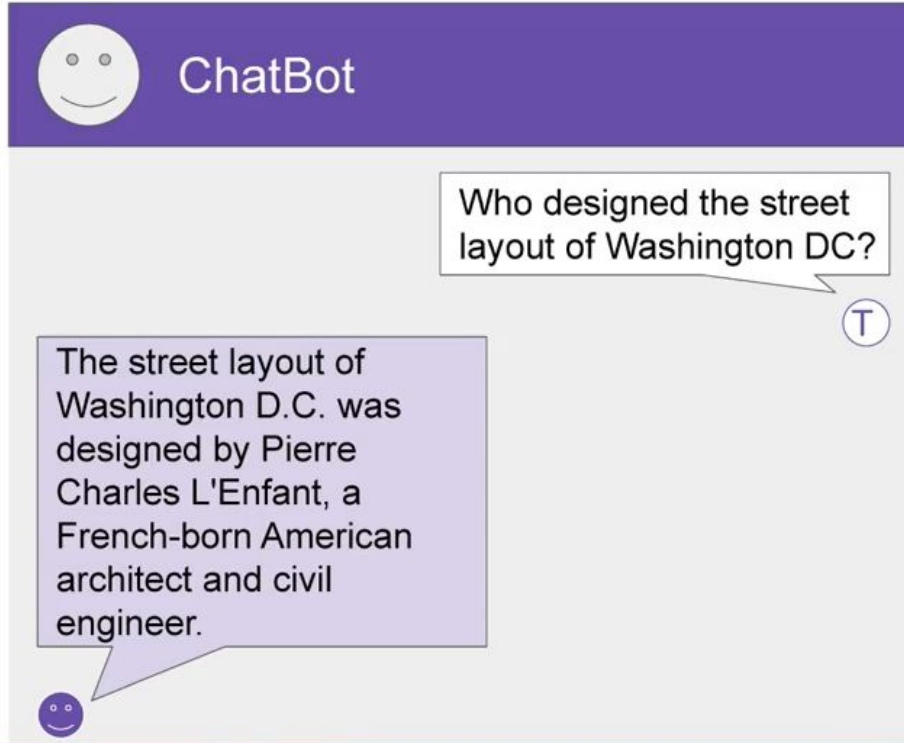 ChatBot
Who designed the street
layout of Washington DC?
T
The street layout of
Washington D.C. was
designed by Pierre
Charles L'Enfant, a
French-born American
architect and civil
engineer.